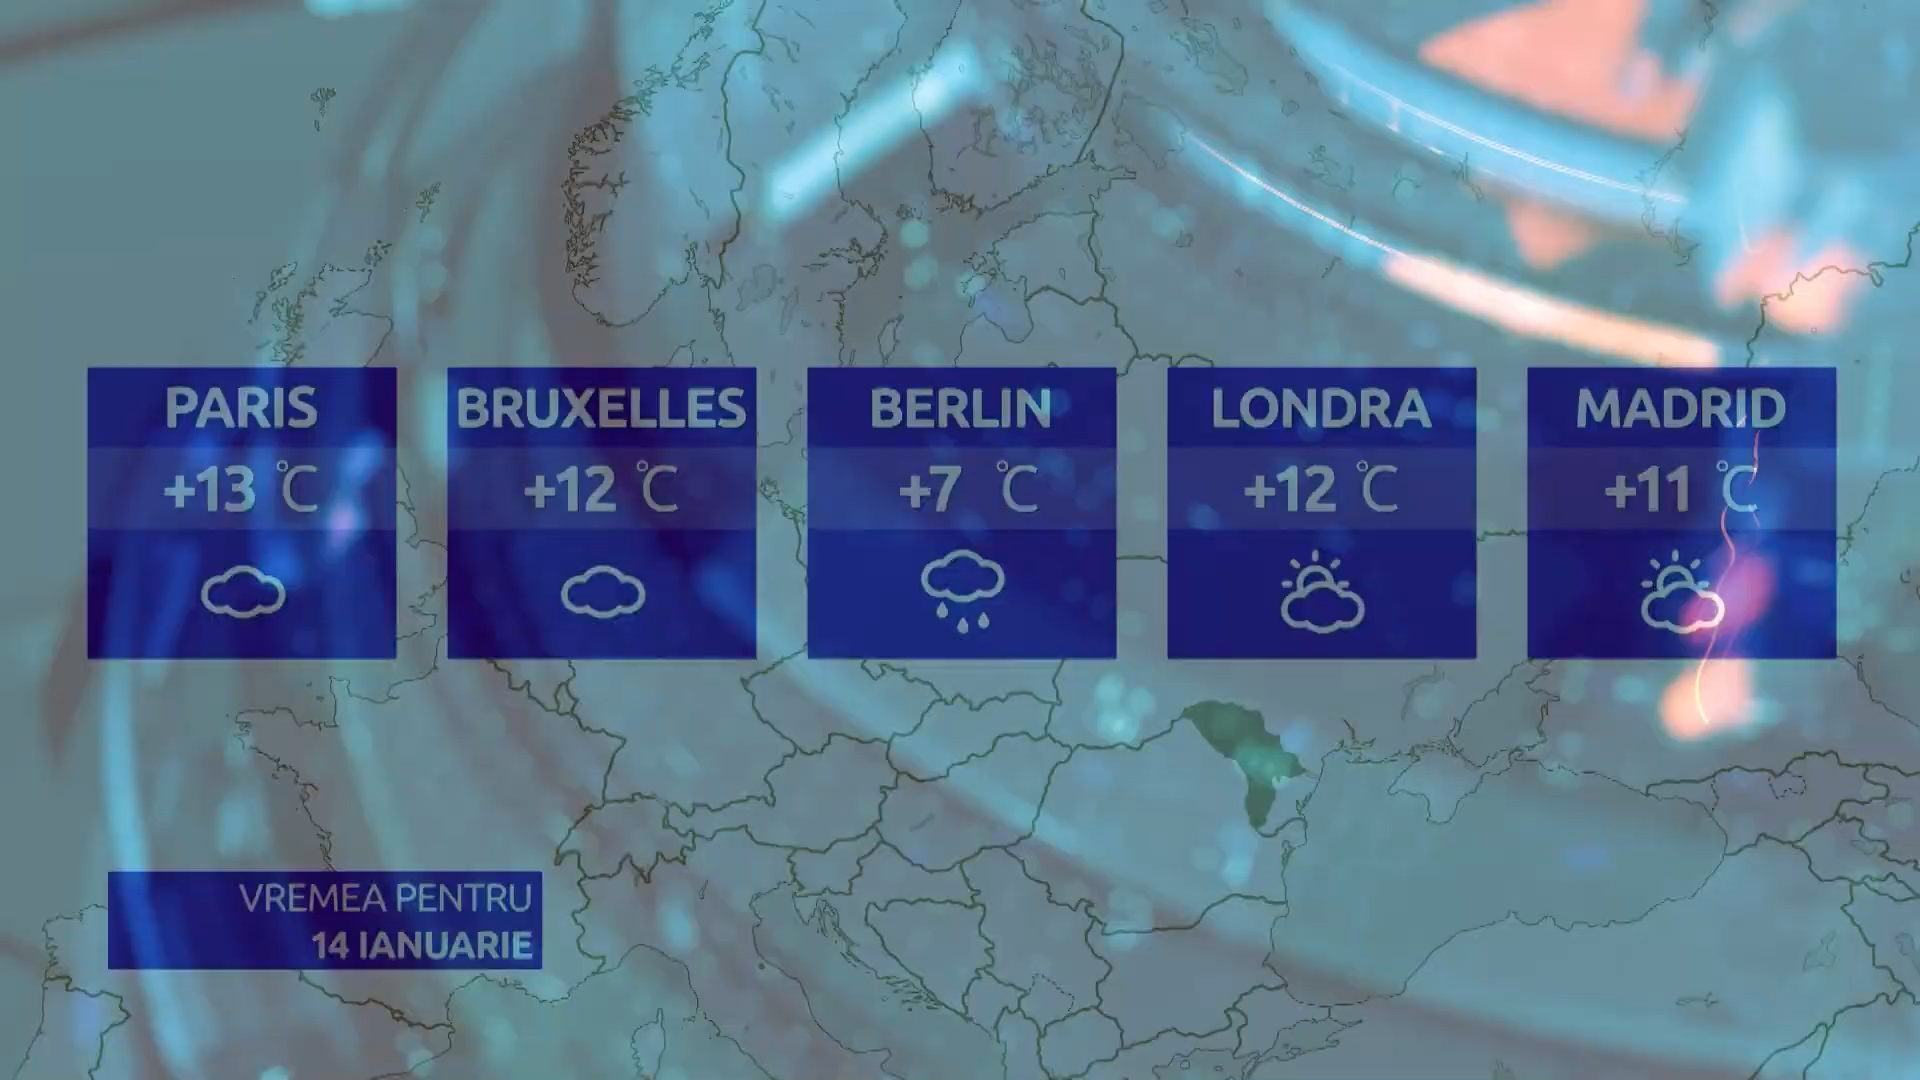 PARIS
+13 °C
BRUXELLES
+12 °C
BERLIN
+7 °C
LONDRA
+12 °C
MADRID
+11 °C
VREMEA PENTRU
14 IANUARIE